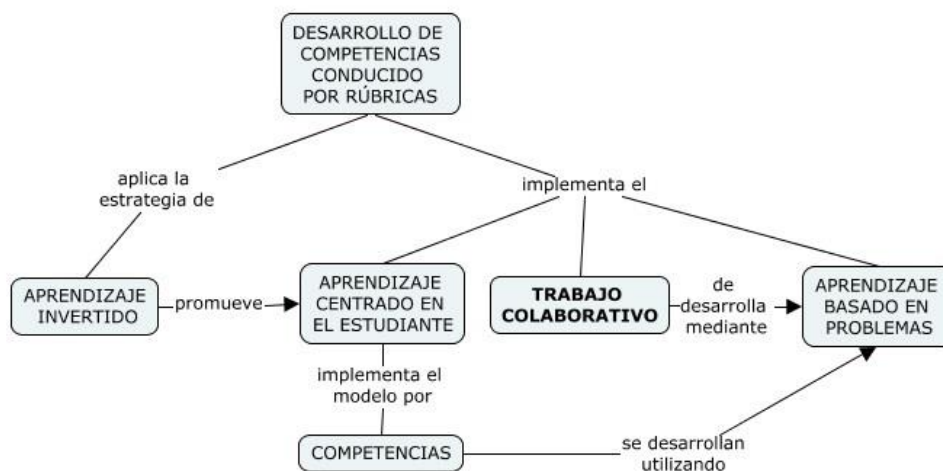 DESARROLLO DE
COMPETENCIAS
CONDUCIDO
POR RÚBRICAS
aplica la
estrategia de
implementa el
APRENDIZAJE
INVERTIDO
promueve
APRENDIZAJE
CENTRADO EN
EL ESTUDIANTE
TRABAJO
COLABORATIVO
de
desarrolla
mediante
APRENDIZAJE
BASADO EN
PROBLEMAS
implementa el
modelo por
COMPETENCIAS
se desarrollan
utilizando